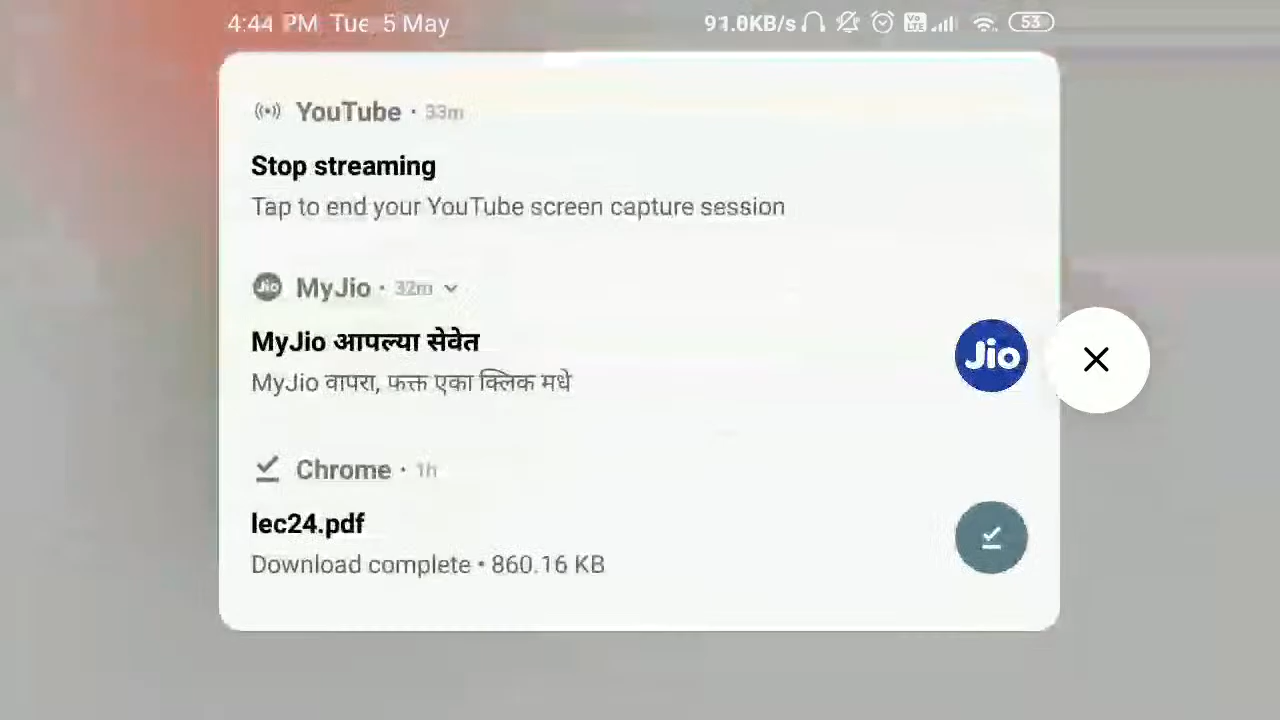 4:44 PM Tue, 5 May
91.0KB/s VoLTE 53
YouTube · 33m
Stop streaming
Tap to end your YouTube screen capture session
Jio MyJio · 32m
MyJio आपल्या सेवेत
MyJio वापरा, फक्त एका क्लिक मधे
Jio
Chrome · 1h
lec24.pdf
Download complete • 860.16 KB